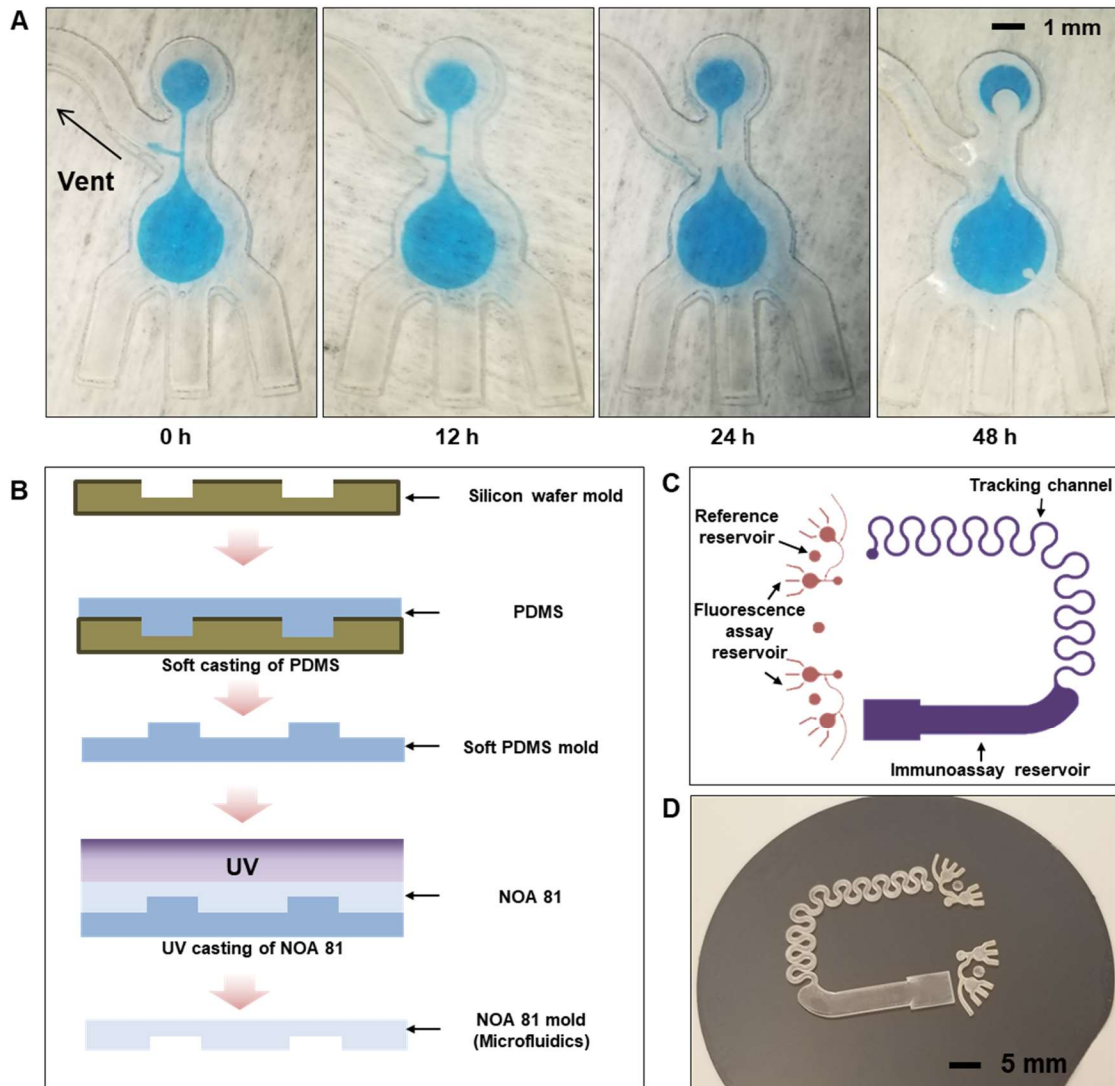 A
1 mm
Vent
0 h
12 h
24 h
48 h
B
Silicon wafer mold
PDMS
Soft casting of PDMS
Soft PDMS mold
UV
NOA 81
UV casting of NOA 81
NOA 81 mold
(Microfluidics)
C
Tracking channel
Reference
reservoir
Fluorescence
assay
reservoir
Immunoassay reservoir
D
5 mm